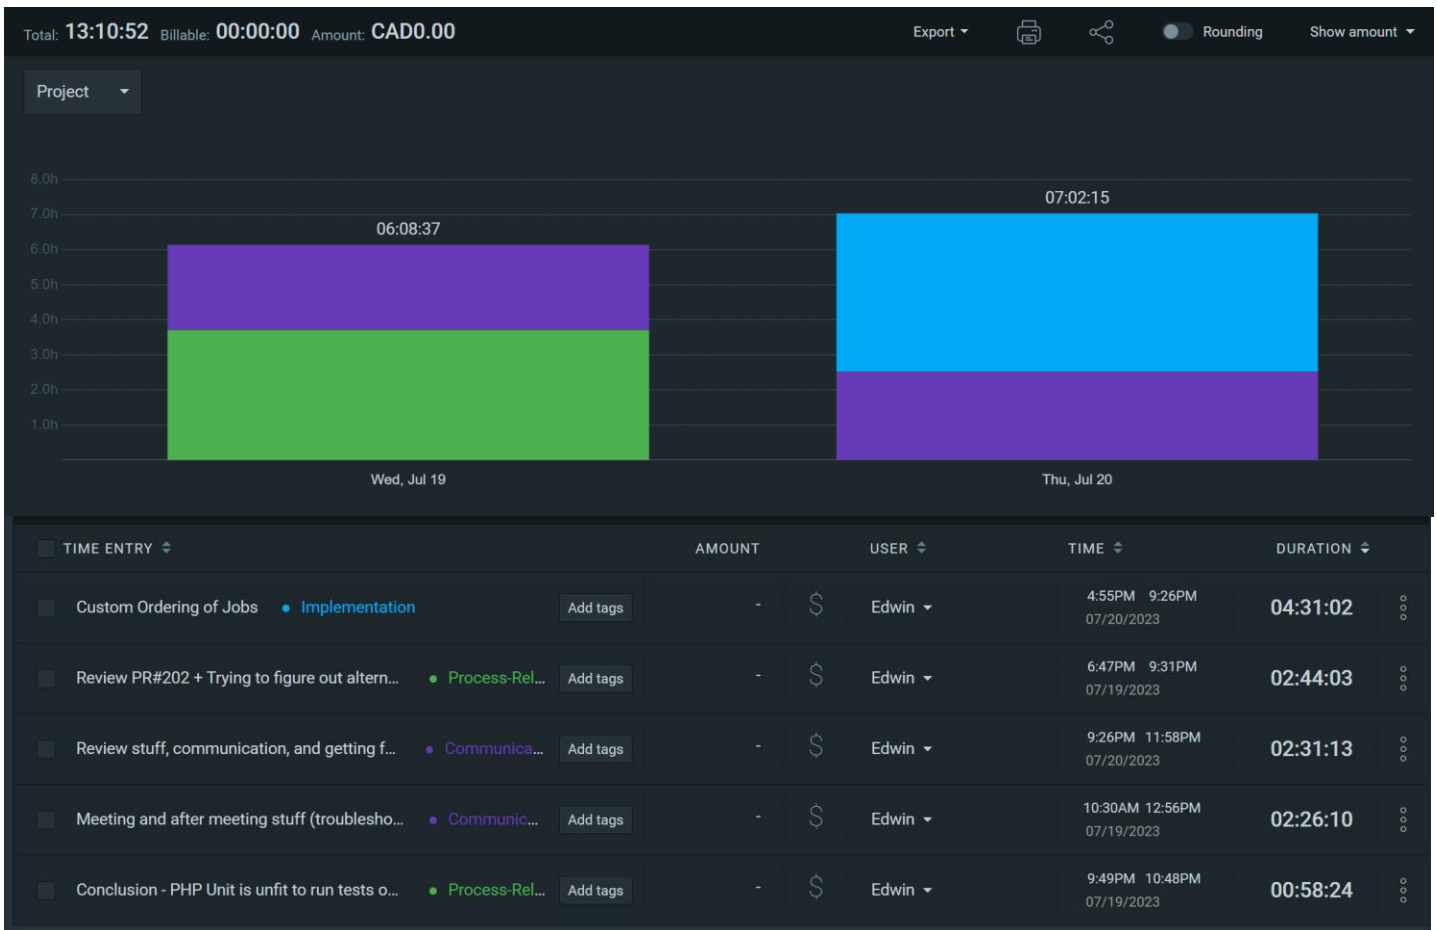 Total: 13:10:52 Billable: 00:00:00 Amount: CAD0.00 Export Rounding Show amount
Project
8.0h
07:02:15
7.0h
06:08:37
6.0h
5.0h
4.0h
3.0h
2.0h
1.0h
Wed, Jul 19 Thu, Jul 20
TIME ENTRY AMOUNT USER TIME DURATION
Custom Ordering of Jobs • Implementation Add tags - $ Edwin 4:55PM 9:26PM 04:31:02
07/20/2023
Review PR#202 + Trying to figure out altern... • Process-Rel... Add tags - $ Edwin 6:47PM 9:31PM 02:44:03
07/19/2023
Review stuff, communication, and getting f... • Communica... Add tags - $ Edwin 9:26PM 11:58PM 02:31:13
07/20/2023
Meeting and after meeting stuff (troublesho... • Communic... Add tags - $ Edwin 10:30AM 12:56PM 02:26:10
07/19/2023
Conclusion - PHP Unit is unfit to run tests o... • Process-Rel... Add tags - $ Edwin 9:49PM 10:48PM 00:58:24
07/19/2023